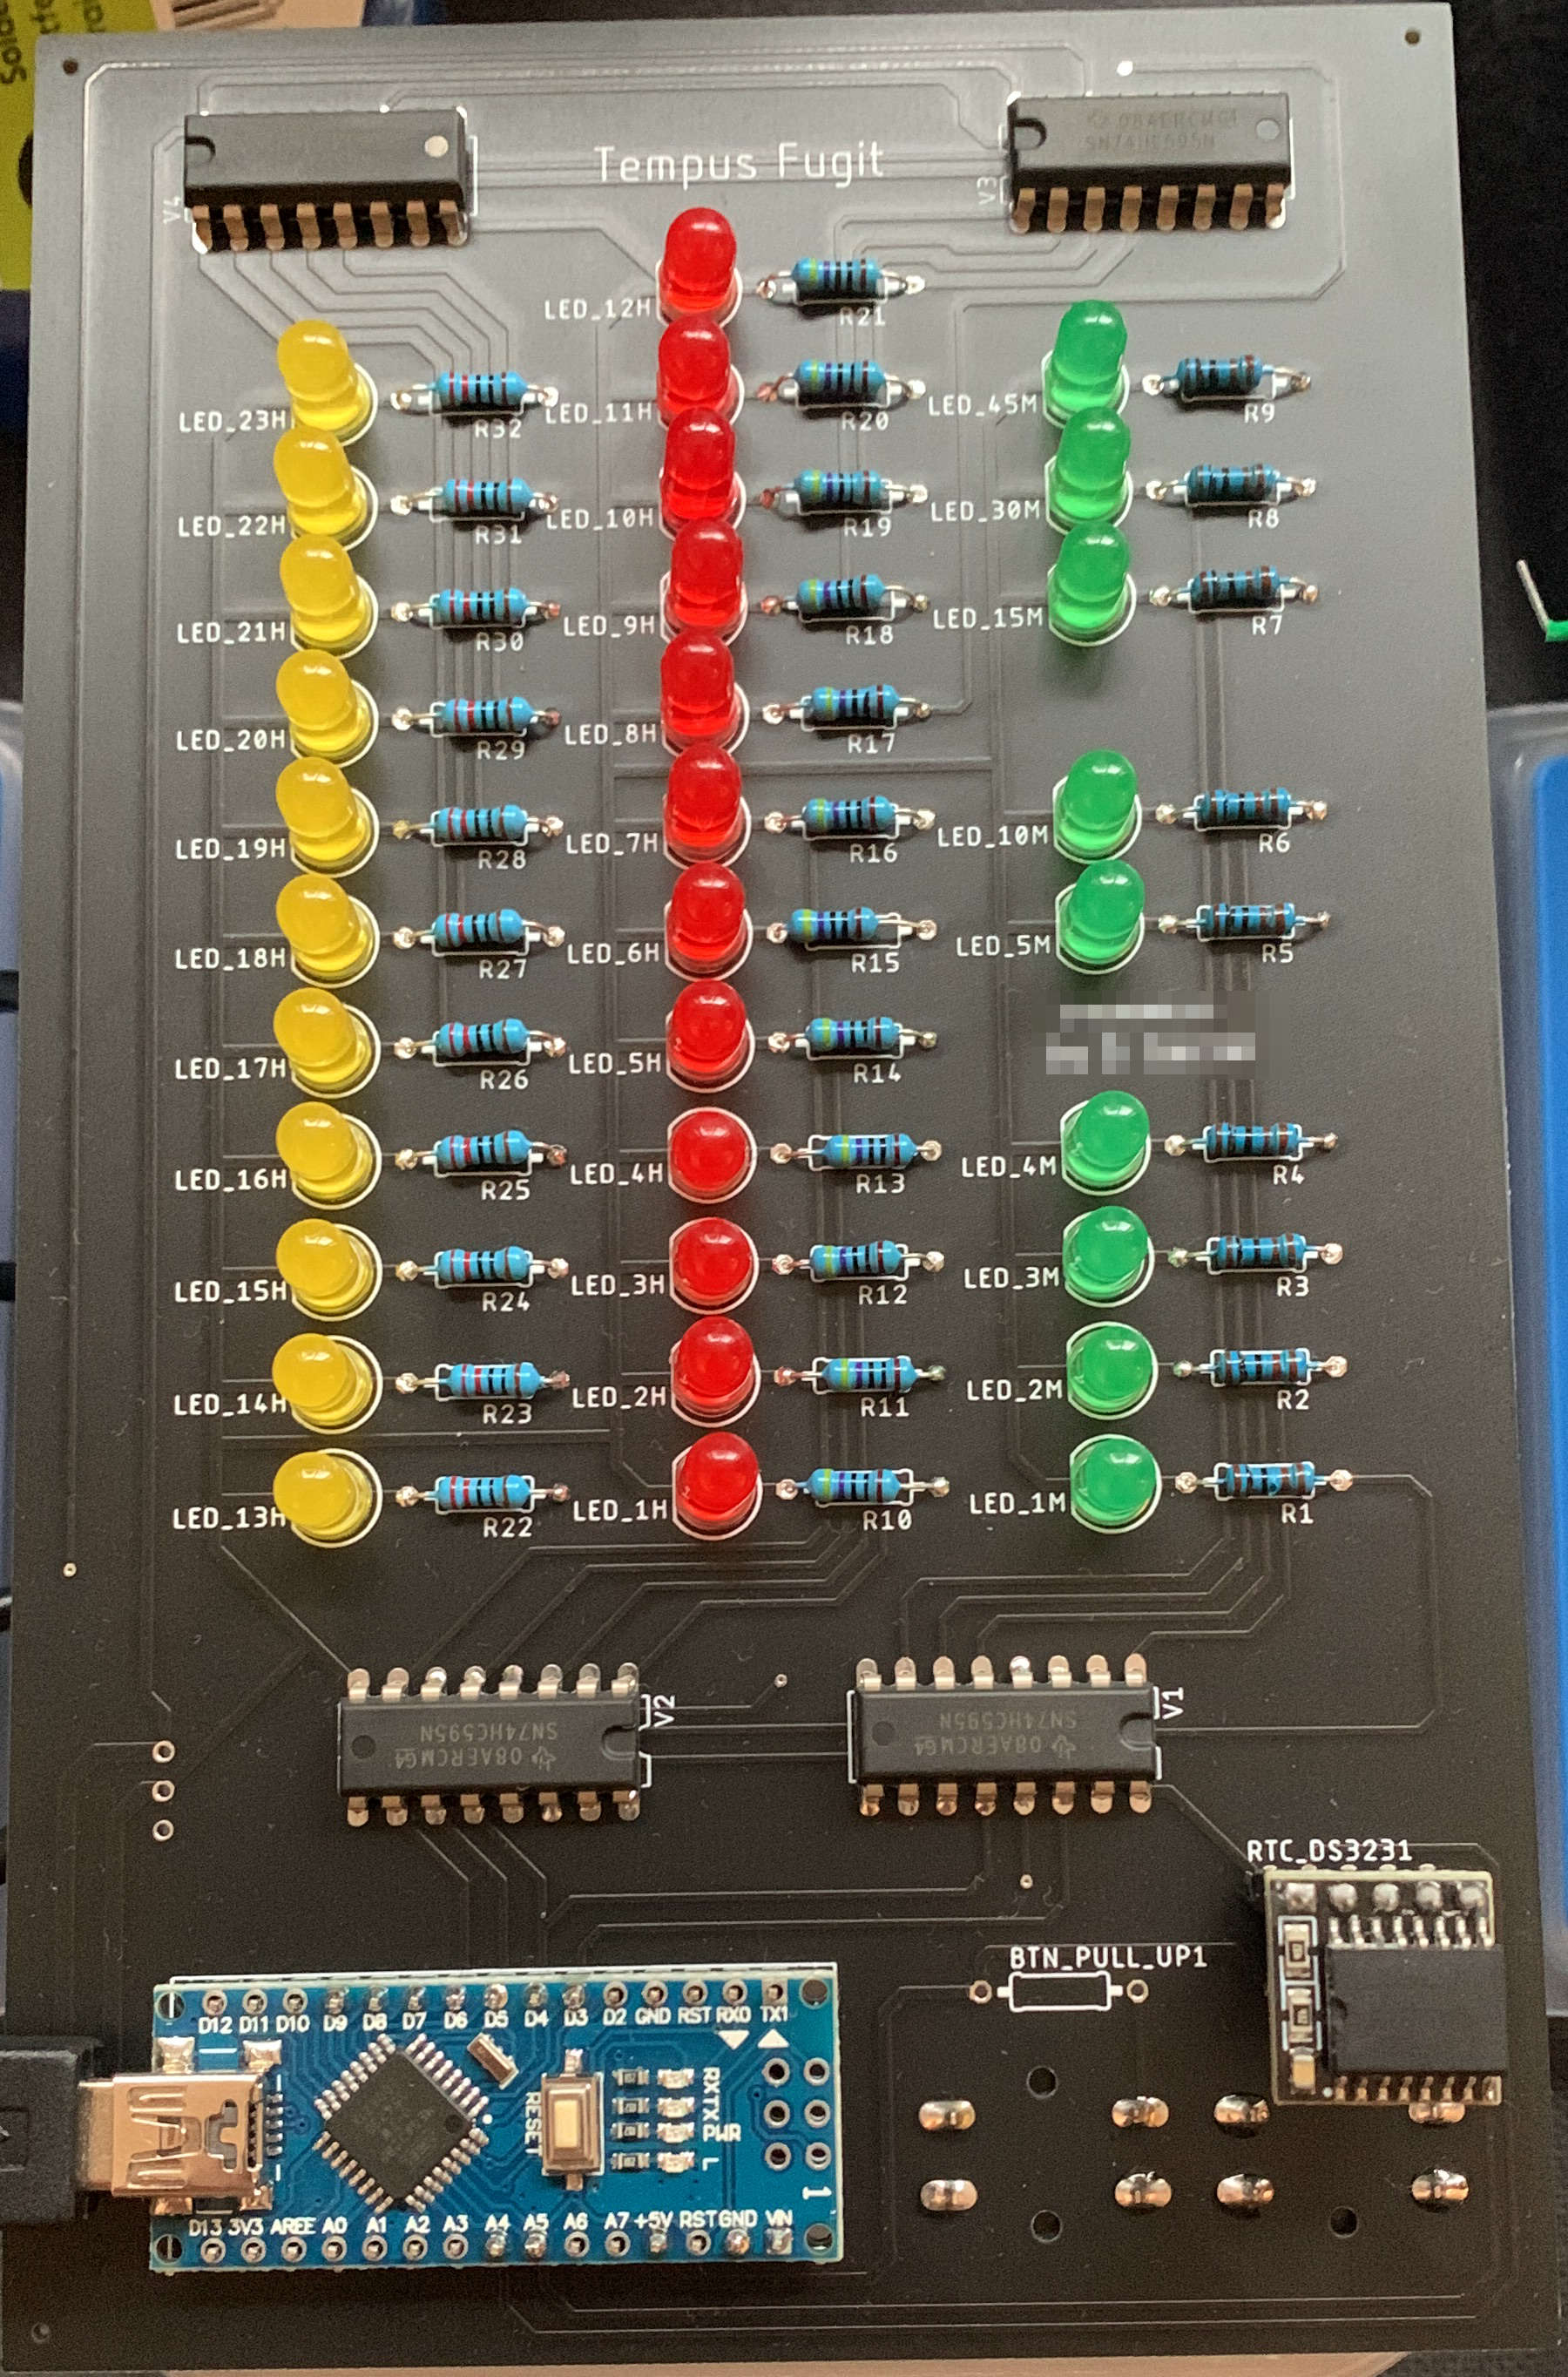 Tempus Fugit
V4
V3
SN74HC595N
LED_12H
R21
LED_23H
R32
LED_11H
R20
LED_45M
R9
LED_22H
R31
LED_10H
R19
LED_30M
R8
LED_21H
R30
LED_9H
R18
LED_15M
R7
LED_20H
R29
LED_8H
R17
LED_19H
R28
LED_7H
R16
LED_10M
R6
LED_18H
R27
LED_6H
R15
LED_5M
R5
LED_17H
R26
LED_5H
R14
LED_16H
R25
LED_4H
R13
LED_4M
R4
LED_15H
R24
LED_3H
R12
LED_3M
R3
LED_14H
R23
LED_2H
R11
LED_2M
R2
LED_13H
R22
LED_1H
R10
LED_1M
R1
V2
08AERCMG4
SN74HC595N
V1
08AERCMG4
SN74HC595N
RTC_DS3231
BTN_PULL_UP1
D12 D11 D10 D9 D8 D7 D6 D5 D4 D3 D2 GND RST RX0 TX1
RESET
RX
TX
PWR
L
1
D13 3V3 AREF A0 A1 A2 A3 A4 A5 A6 A7 +5V RST GND VIN